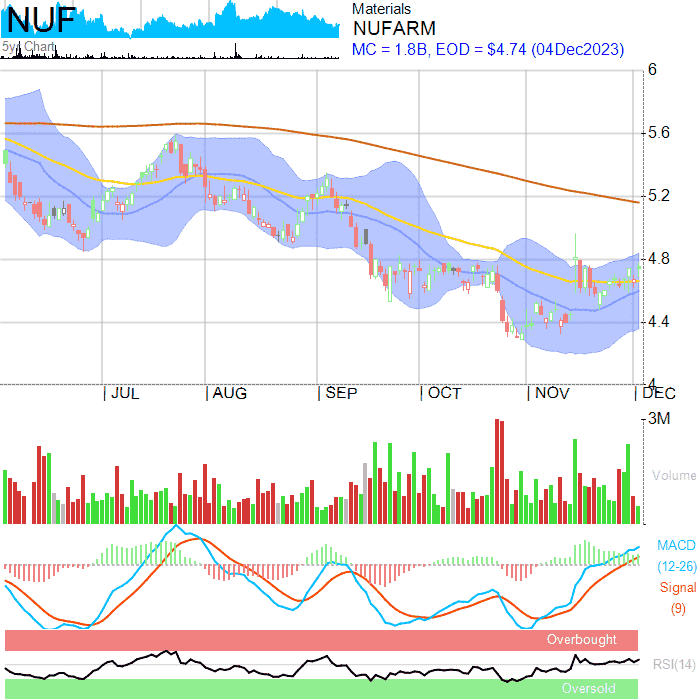 NUF
5yr Chart
Materials
NUFARM
MC = 1.8B, EOD = $4.74 (04Dec2023)
6
5.6
5.2
4.8
4.4
4
JUL AUG SEP OCT NOV DEC
3M
Volume
MACD
(12-26)
Signal
(9)
Overbought
RSI(14)
Oversold